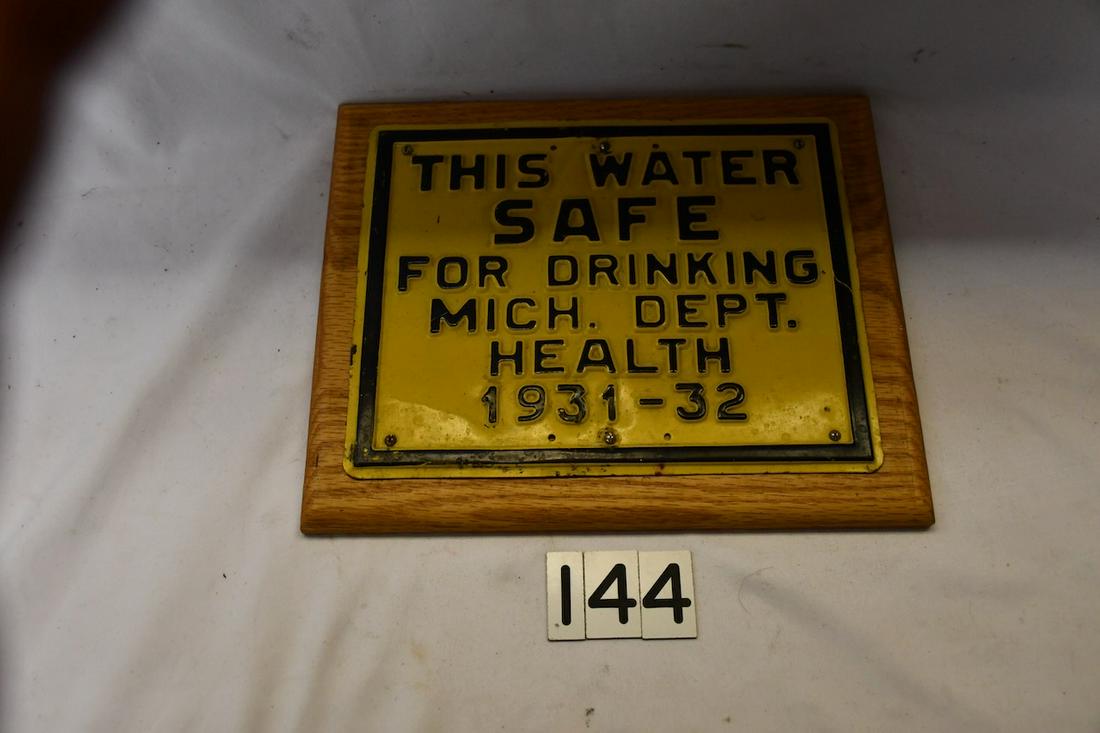 THIS WATER
SAFE
FOR DRINKING
MICH. DEPT.
HEALTH
1931-32
144